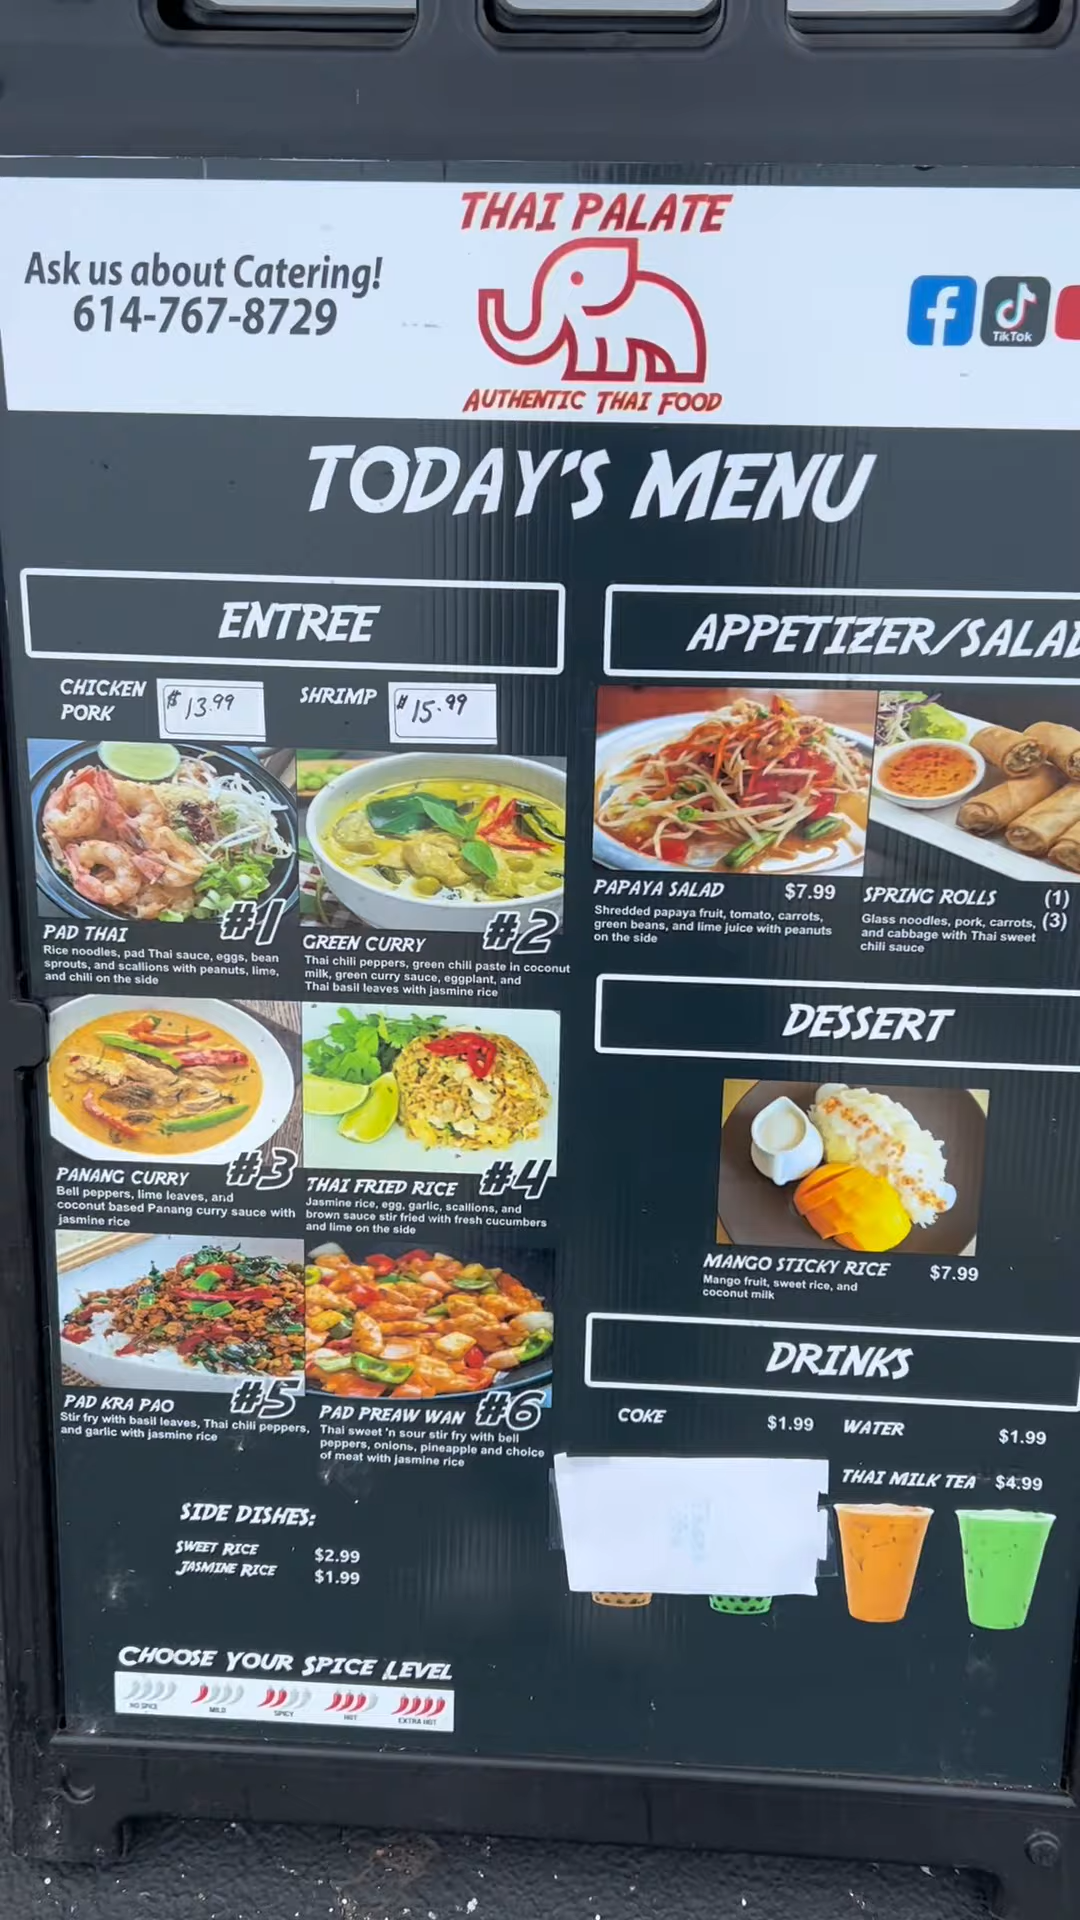 THAI PALATE
Ask us about Catering!
614-767-8729
TikTok
AUTHENTIC THAI FOOD
TODAY'S MENU
ENTREE
CHICKEN
PORK
$ 13.99
SHRIMP
$ 15.99
#1
PAD THAI
Rice noodles, pad Thai sauce, eggs, bean
sprouts, and scallions with peanuts, lime,
and chili on the side
#2
GREEN CURRY
Thai chili peppers, green chili paste in coconut
milk, green curry sauce, eggplant, and
Thai basil leaves with jasmine rice
#3
PANANG CURRY
Bell peppers, lime leaves, and
coconut based Panang curry sauce with
jasmine rice
#4
THAI FRIED RICE
Jasmine rice, egg, garlic, scallions, and
brown sauce stir fried with fresh cucumbers
and lime on the side
#5
PAD KRA PAO
Stir fry with basil leaves, Thai chili peppers,
and garlic with jasmine rice
#6
PAD PREAW WAN
Thai sweet 'n sour stir fry with bell
peppers, onions, pineapple and choice
of meat with jasmine rice
SIDE DISHES:
SWEET RICE $2.99
JASMINE RICE $1.99
CHOOSE YOUR SPICE LEVEL
NO SPICE
MILD
SPICY
HOT
EXTRA HOT
APPETIZER/SALAD
PAPAYA SALAD $7.99
Shredded papaya fruit, tomato, carrots,
green beans, and lime juice with peanuts
on the side
SPRING ROLLS (1)
(3)
Glass noodles, pork, carrots,
and cabbage with Thai sweet
chili sauce
DESSERT
MANGO STICKY RICE $7.99
Mango fruit, sweet rice, and
coconut milk
DRINKS
COKE $1.99
WATER $1.99
THAI MILK TEA $4.99